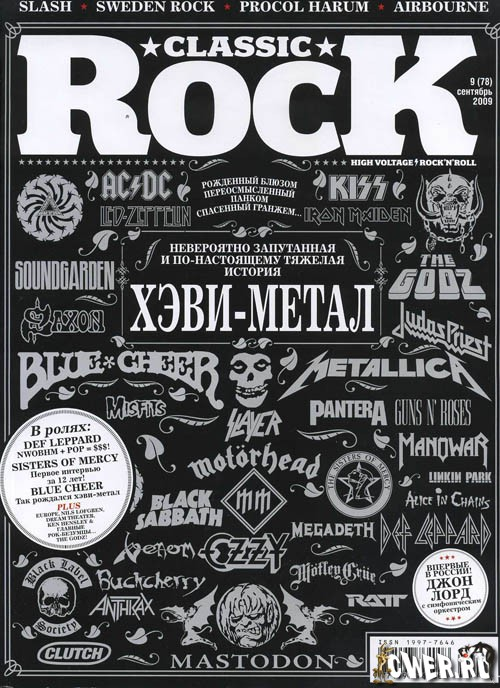 SLASH ★ SWEDEN ROCK ★ PROCOL HARUM ★ AIRBOURNE
★CLASSIC★
ROCK
9 (78)
сентябрь
2009
HIGH VOLTAGE ROCK'N'ROLL
AC/DC
LED-ZEPPELIN
РОЖДЕННЫЙ БЛЮЗОМ
ПЕРЕОСМЫСЛЕННЫЙ
ПАНКОМ
СПАСЕННЫЙ ГРАНЖЕМ...
KISS
IRON MAIDEN
НЕВЕРОЯТНО ЗАПУТАННАЯ
И ПО-НАСТОЯЩЕМУ ТЯЖЕЛАЯ
ИСТОРИЯ
ХЭВИ-МЕТАЛ
SOUNDGARDEN
SAXON
THE
GODZ
Judas Priest
BLUE★CHEER
METALLICA
MISFITS
SLAYER
PANTERA
GUNS N' ROSES
motörhead
MANOWAR
LINKIN PARK
THE SISTERS OF MERCY
ALICE IN CHAINS
В ролях:
DEF LEPPARD
NWOBHM + POP = $$$!
SISTERS OF MERCY
Первое интервью
за 12 лет!
BLUE CHEER
Так рождался хэви-метал
PLUS
EUROPE, NILS LOFGREN,
DREAM THEATER,
KEN HENSLEY &
ГЛАВНЫЕ
РОК-БЕЗУМЦЫ...
THE GODZ!
BLACK
SABBATH
MM
MEGADETH
DEF LEPPARD
Venom
OZZY
Mötley Crüe
Black Label
Society
Buckcherry
ANTHRAX
RATT
ВПЕРВЫЕ
В РОССИИ!
ДЖОН
ЛОРД
с симфоническим
оркестром
CLUTCH
MASTODON
ISSN 1997-7646
CWER.RU